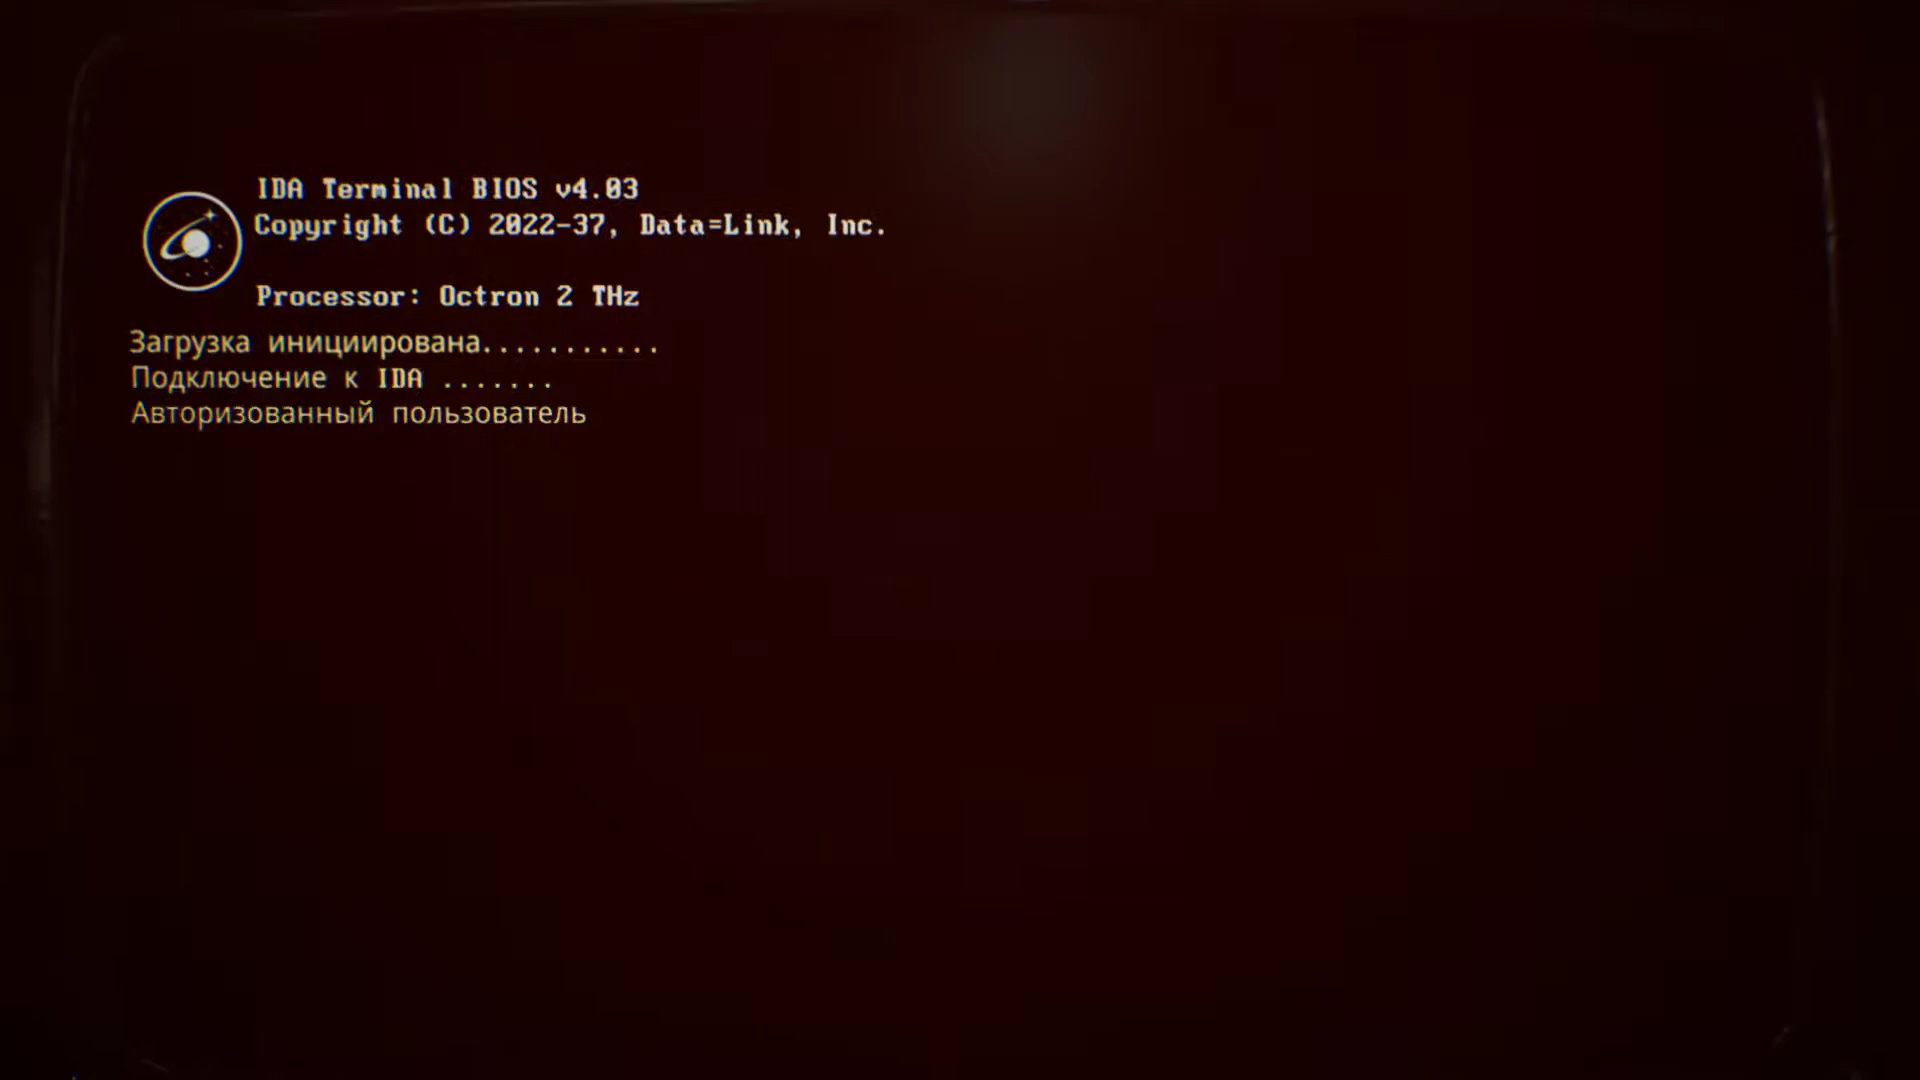 IDA Terminal BIOS v4.03
Copyright (C) 2022-37, Data=Link, Inc.
Processor: Octron 2 THz
Загрузка инициирована...........
Подключение к IDA .......
Авторизованный пользователь